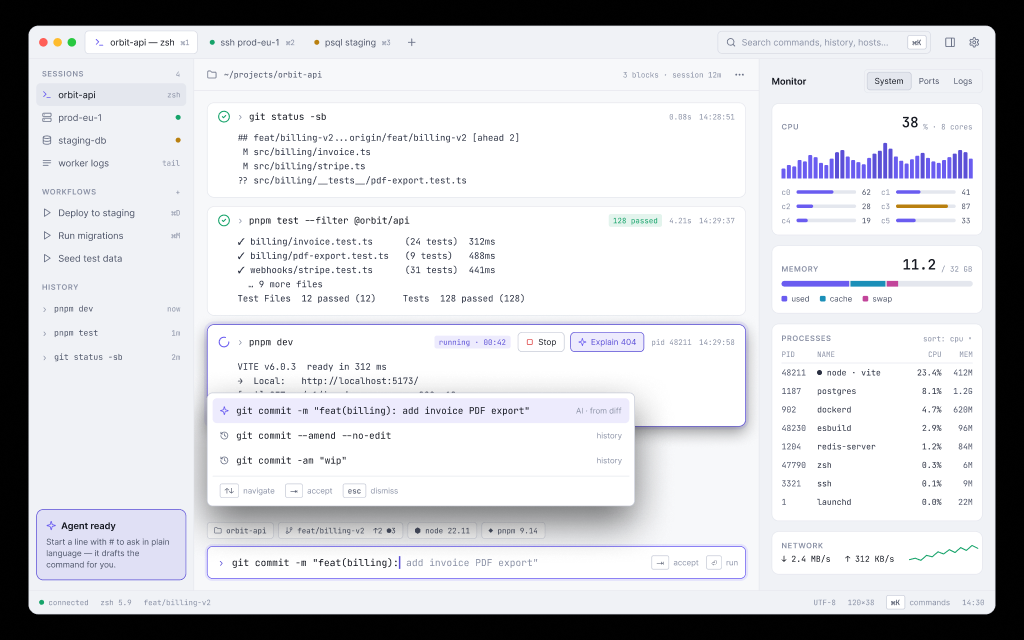 orbit-api — zsh ⌘1
ssh prod-eu-1 ⌘2
psql staging ⌘3
+
Search commands, history, hosts... ⌘K
SESSIONS 4
orbit-api zsh
prod-eu-1
staging-db
worker logs tail
WORKFLOWS +
Deploy to staging ⌘D
Run migrations ⌘M
Seed test data
HISTORY
› pnpm dev now
› pnpm test 1m
› git status -sb 2m
Agent ready
Start a line with # to ask in plain
language — it drafts the
command for you.
~/projects/orbit-api 3 blocks · session 12m ···
› git status -sb 0.08s 14:28:51
## feat/billing-v2...origin/feat/billing-v2 [ahead 2]
M src/billing/invoice.ts
M src/billing/stripe.ts
?? src/billing/__tests__/pdf-export.test.ts
› pnpm test --filter @orbit/api 128 passed 4.21s 14:29:37
✓ billing/invoice.test.ts (24 tests) 312ms
✓ billing/pdf-export.test.ts (9 tests) 488ms
✓ webhooks/stripe.test.ts (31 tests) 441ms
… 9 more files
Test Files 12 passed (12) Tests 128 passed (128)
› pnpm dev running · 00:42 Stop Explain 404 pid 48211 14:29:58
VITE v6.0.3 ready in 312 ms
→ Local: http://localhost:5173/
git commit -m "feat(billing): add invoice PDF export" AI · from diff
git commit --amend --no-edit history
git commit -am "wip" history
↑↓ navigate ⇥ accept esc dismiss
orbit-api
feat/billing-v2 ↑2 ●3
node 22.11
pnpm 9.14
› git commit -m "feat(billing): add invoice PDF export" ⇥ accept ⏎ run
Monitor System Ports Logs
CPU 38 % · 8 cores
c0 62 c1 41
c2 28 c3 87
c4 19 c5 33
MEMORY 11.2 / 32 GB
used cache swap
PROCESSES sort: cpu
PID NAME CPU MEM
48211 ● node · vite 23.4% 412M
1187 postgres 8.1% 1.2G
902 dockerd 4.7% 620M
48230 esbuild 2.9% 96M
1204 redis-server 1.2% 84M
47790 zsh 0.3% 6M
3321 ssh 0.1% 9M
1 launchd 0.0% 22M
NETWORK
↓ 2.4 MB/s ↑ 312 KB/s
connected zsh 5.9 feat/billing-v2
UTF-8 120×38 ⌘K commands 14:30